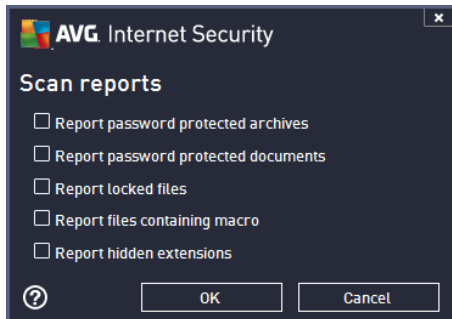 AVG. Internet Security
Scan reports
Report password protected archives
Report password protected documents
Report locked files
Report files containing macro
Report hidden extensions
OK Cancel